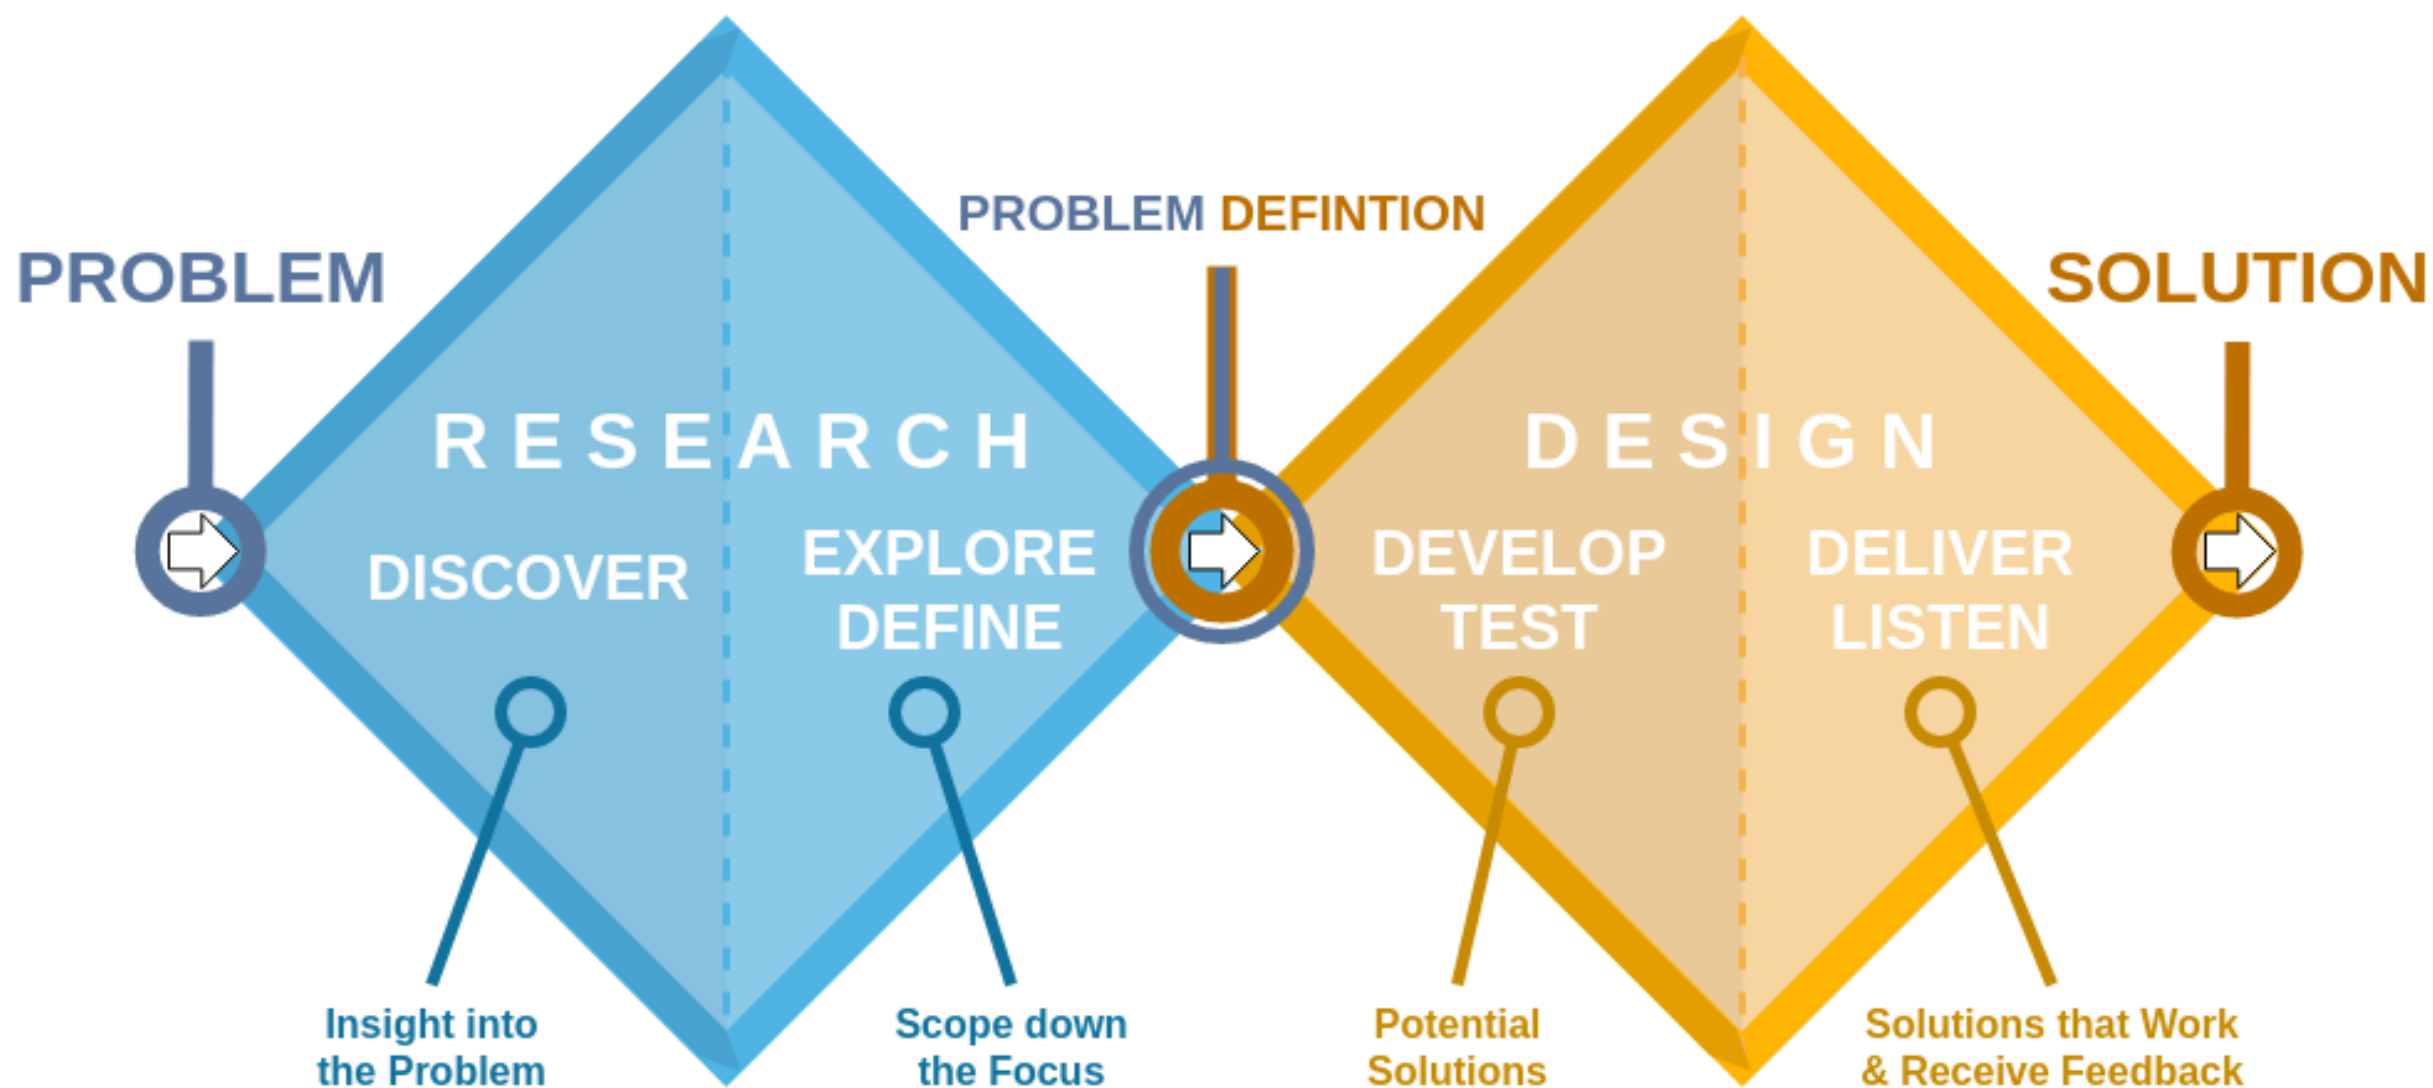 PROBLEM
PROBLEM DEFINTION
SOLUTION
RESEARCH
DISCOVER
EXPLORE
DEFINE
DESIGN
DEVELOP
TEST
DELIVER
LISTEN
Insight into
the Problem
Scope down
the Focus
Potential
Solutions
Solutions that Work
& Receive Feedback